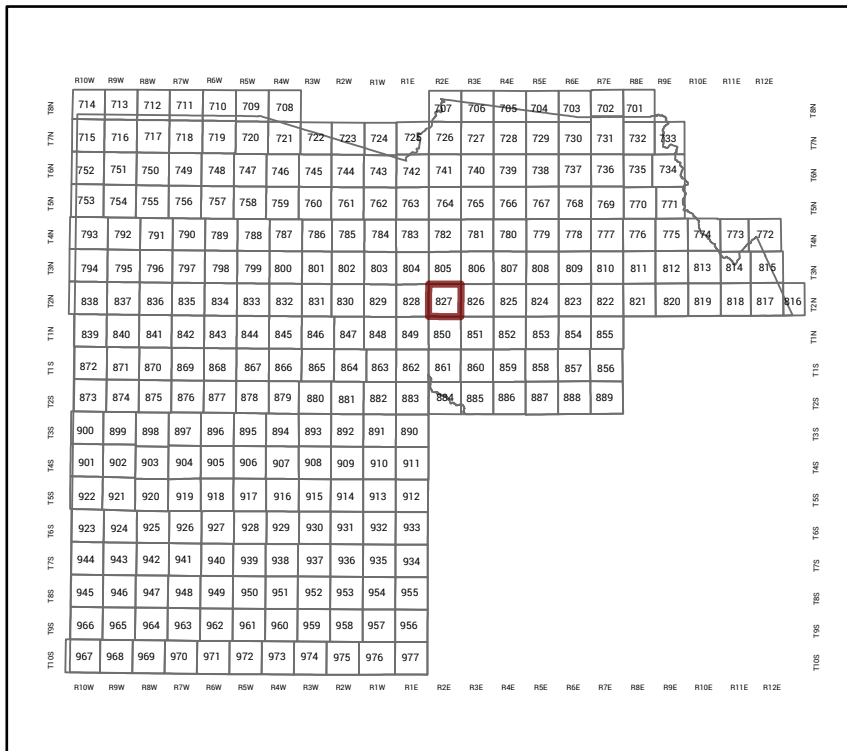 R10W R9W R8W R7W R6W R5W R4W R3W R2W R1W R1E R2E R3E R4E R5E R6E R7E R8E R9E R10E R11E R12E
T8N 714 713 712 711 710 709 708 707 706 705 704 703 702 701 T8N
T7N 715 716 717 718 719 720 721 722 723 724 725 726 727 728 729 730 731 732 733 T7N
T6N 752 751 750 749 748 747 746 745 744 743 742 741 740 739 738 737 736 735 734 T6N
T5N 753 754 755 756 757 758 759 760 761 762 763 764 765 766 767 768 769 770 771 T5N
T4N 793 792 791 790 789 788 787 786 785 784 783 782 781 780 779 778 777 776 775 774 773 772 T4N
T3N 794 795 796 797 798 799 800 801 802 803 804 805 806 807 808 809 810 811 812 813 814 815 T3N
T2N 838 837 836 835 834 833 832 831 830 829 828 827 826 825 824 823 822 821 820 819 818 817 816 T2N
T1N 839 840 841 842 843 844 845 846 847 848 849 850 851 852 853 854 855 T1N
T1S 872 871 870 869 868 867 866 865 864 863 862 861 860 859 858 857 856 T1S
T2S 873 874 875 876 877 878 879 880 881 882 883 884 885 886 887 888 889 T2S
T3S 900 899 898 897 896 895 894 893 892 891 890 T3S
T4S 901 902 903 904 905 906 907 908 909 910 911 T4S
T5S 922 921 920 919 918 917 916 915 914 913 912 T5S
T6S 923 924 925 926 927 928 929 930 931 932 933 T6S
T7S 944 943 942 941 940 939 938 937 936 935 934 T7S
T8S 945 946 947 948 949 950 951 952 953 954 955 T8S
T9S 966 965 964 963 962 961 960 959 958 957 956 T9S
T10S 967 968 969 970 971 972 973 974 975 976 977 T10S
R10W R9W R8W R7W R6W R5W R4W R3W R2W R1W R1E R2E R3E R4E R5E R6E R7E R8E R9E R10E R11E R12E